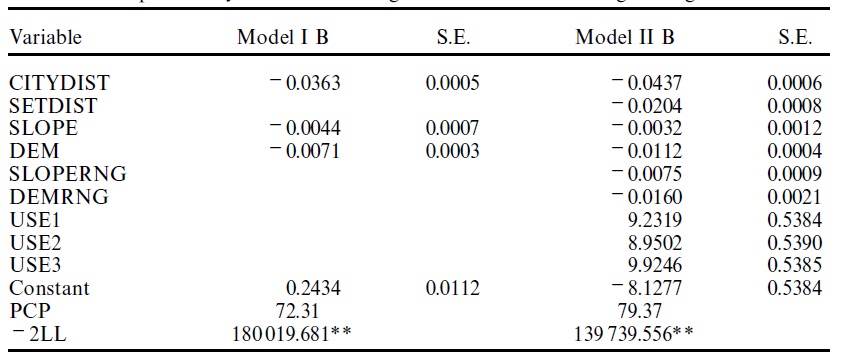 Variable Model I B S.E. Model II B S.E.
CITYDIST −0.0363 0.0005 −0.0437 0.0006
SETDIST −0.0204 0.0008
SLOPE −0.0044 0.0007 −0.0032 0.0012
DEM −0.0071 0.0003 −0.0112 0.0004
SLOPERNG −0.0075 0.0009
DEMRNG −0.0160 0.0021
USE1 9.2319 0.5384
USE2 8.9502 0.5390
USE3 9.9246 0.5385
Constant 0.2434 0.0112 −8.1277 0.5384
PCP 72.31 79.37
−2LL 180 019.681** 139 739.556**